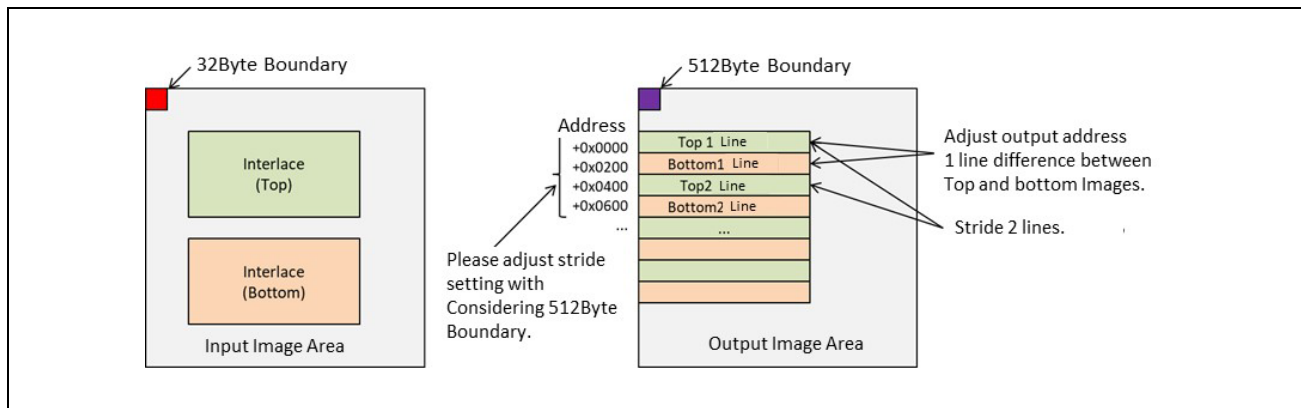 32Byte Boundary
Interlace
(Top)
Interlace
(Bottom)
Input Image Area
512Byte Boundary
Address
+0x0000
+0x0200
+0x0400
+0x0600
...
Top 1 Line
Bottom1 Line
Top2 Line
Bottom2 Line
...
Please adjust stride
setting with
Considering 512Byte
Boundary.
Output Image Area
Adjust output address
1 line difference between
Top and bottom Images.
Stride 2 lines.